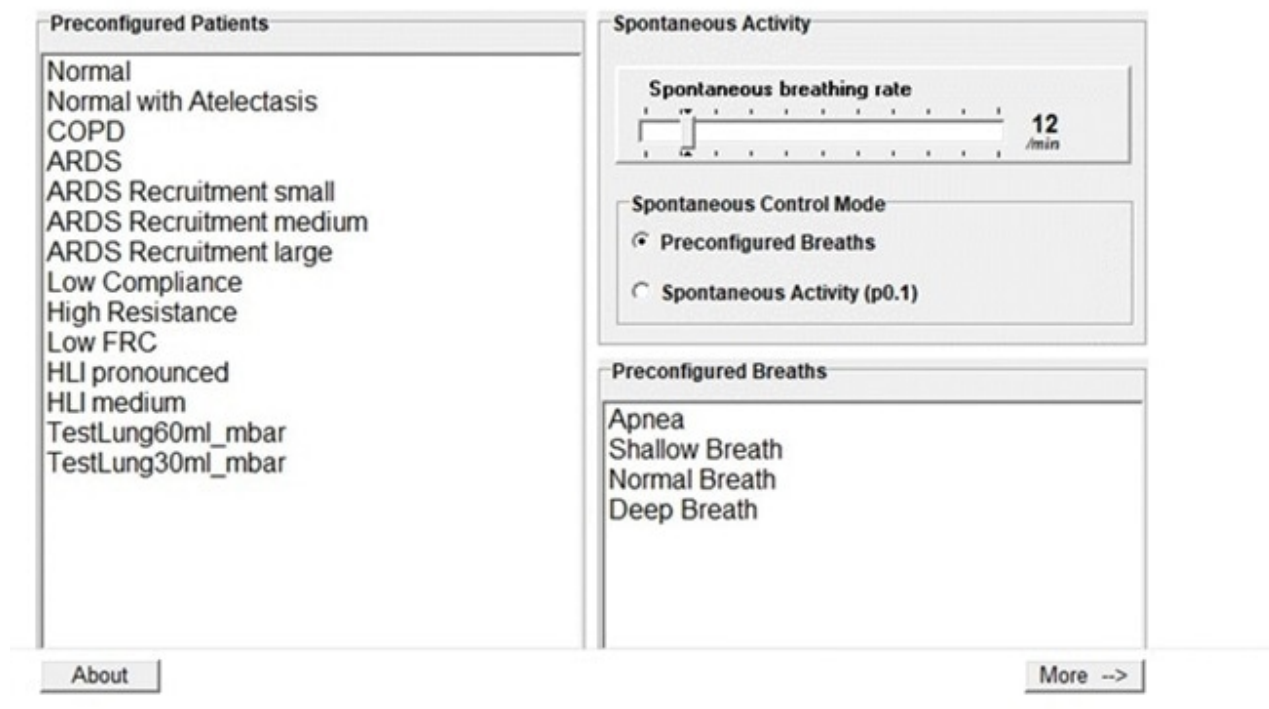 Preconfigured Patients
Normal
Normal with Atelectasis
COPD
ARDS
ARDS Recruitment small
ARDS Recruitment medium
ARDS Recruitment large
Low Compliance
High Resistance
Low FRC
HLI pronounced
HLI medium
TestLung60ml_mbar
TestLung30ml_mbar
About
Spontaneous Activity
Spontaneous breathing rate
12
/min
Spontaneous Control Mode
Preconfigured Breaths
Spontaneous Activity (p0.1)
Preconfigured Breaths
Apnea
Shallow Breath
Normal Breath
Deep Breath
More -->